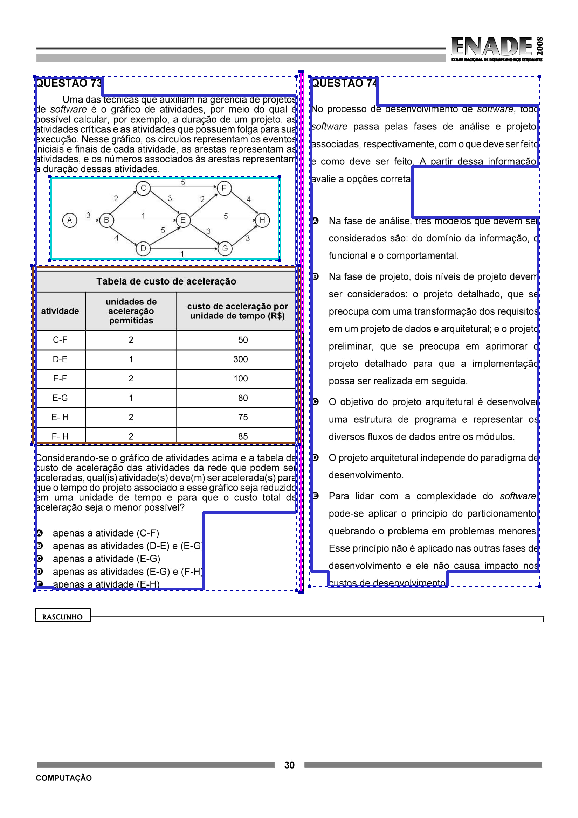 ENADE 2008
EXAME NACIONAL DE DESEMPENHO DOS ESTUDANTES
QUESTÃO 73
Uma das técnicas que auxiliam na gerência de projetos
de software é o gráfico de atividades, por meio do qual é
possível calcular, por exemplo, a duração de um projeto, as
atividades críticas e as atividades que possuem folga para sua
execução. Nesse gráfico, os círculos representam os eventos
iniciais e finais de cada atividade, as arestas representam as
atividades, e os números associados às arestas representam
a duração dessas atividades.
C 5 F
2 3 2 4
A 3 B 1 E 5 H
4 2 3
D 1 G
Tabela de custo de aceleração
atividade unidades de aceleração permitidas custo de aceleração por unidade de tempo (R$)
C-F 2 50
D-E 1 300
E-F 2 100
E-G 1 80
E- H 2 75
F- H 2 85
Considerando-se o gráfico de atividades acima e a tabela de
custo de aceleração das atividades da rede que podem ser
aceleradas, qual(is) atividade(s) deve(m) ser acelerada(s) para
que o tempo do projeto associado a esse gráfico seja reduzido
em uma unidade de tempo e para que o custo total de
aceleração seja o menor possível?
A apenas a atividade (C-F)
B apenas as atividades (D-E) e (E-G)
C apenas a atividade (E-G)
D apenas as atividades (E-G) e (F-H)
E apenas a atividade (E-H)
QUESTÃO 74
No processo de desenvolvimento de software, todo
software passa pelas fases de análise e projeto,
associadas, respectivamente, com o que deve ser feito
e como deve ser feito. A partir dessa informação,
avalie a opções correta.
A Na fase de análise, três modelos que devem ser
considerados são: do domínio da informação, o
funcional e o comportamental.
B Na fase de projeto, dois níveis de projeto devem
ser considerados: o projeto detalhado, que se
preocupa com uma transformação dos requisitos
em um projeto de dados e arquitetural; e o projeto
preliminar, que se preocupa em aprimorar o
projeto detalhado para que a implementação
possa ser realizada em seguida.
C O objetivo do projeto arquitetural é desenvolver
uma estrutura de programa e representar os
diversos fluxos de dados entre os módulos.
D O projeto arquitetural independe do paradigma de
desenvolvimento.
E Para lidar com a complexidade do software,
pode-se aplicar o princípio do particionamento,
quebrando o problema em problemas menores.
Esse princípio não é aplicado nas outras fases de
desenvolvimento e ele não causa impacto nos
custos de desenvolvimento.
RASCUNHO
30
COMPUTAÇÃO